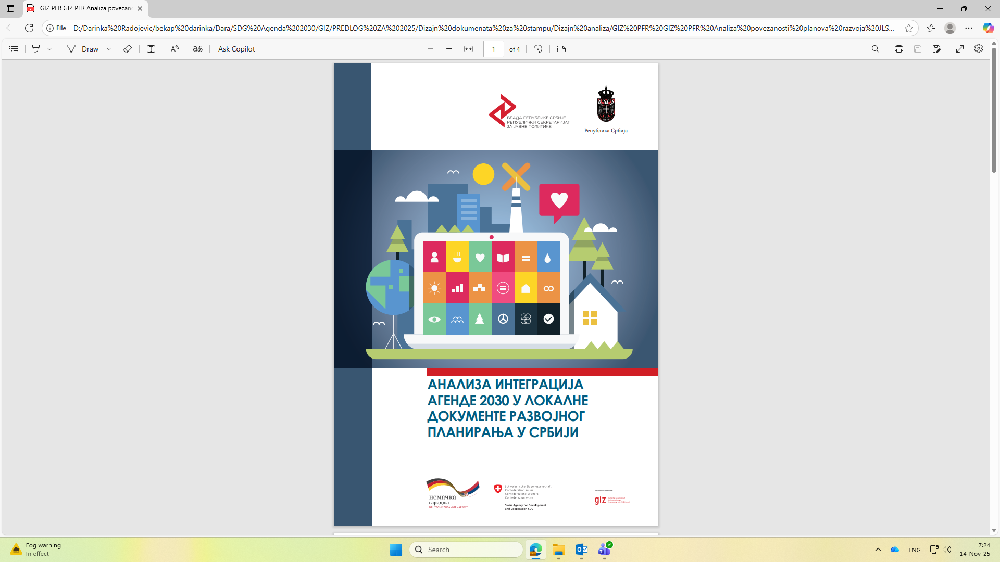 GIZ PFR GIZ PFR Analiza povezano
File
D:/Darinka%20Radojevic/bekap%20darinka/Dara/SDG%20Agenda%202030/GIZ/PREDLOG%20ZA%202025/Dizajn%20dokumenata%20za%20stampu/Dizajn%20analiza/GIZ%20PFR%20GIZ%20PFR%20Analiza%20povezanosti%20planova%20razvoja%20JLS...
Draw
Ask Copilot
1
of 4
ВЛАДА РЕПУБЛИКЕ СРБИЈЕ
РЕПУБЛИЧКИ СЕКРЕТАРИЈАТ
ЗА ЈАВНЕ ПОЛИТИКЕ
Република Србија
АНАЛИЗА ИНТЕГРАЦИЈА
АГЕНДЕ 2030 У ЛОКАЛНЕ
ДОКУМЕНТЕ РАЗВОЈНОГ
ПЛАНИРАЊА У СРБИЈИ
немачка
сарадња
DEUTSCHE ZUSAMMENARBEIT
Schweizerische Eidgenossenschaft
Confédération suisse
Confederazione Svizzera
Confederaziun svizra
Swiss Agency for Development
and Cooperation SDC
giz
Fog warning
In effect
Search
ENG
7:24
14-Nov-25